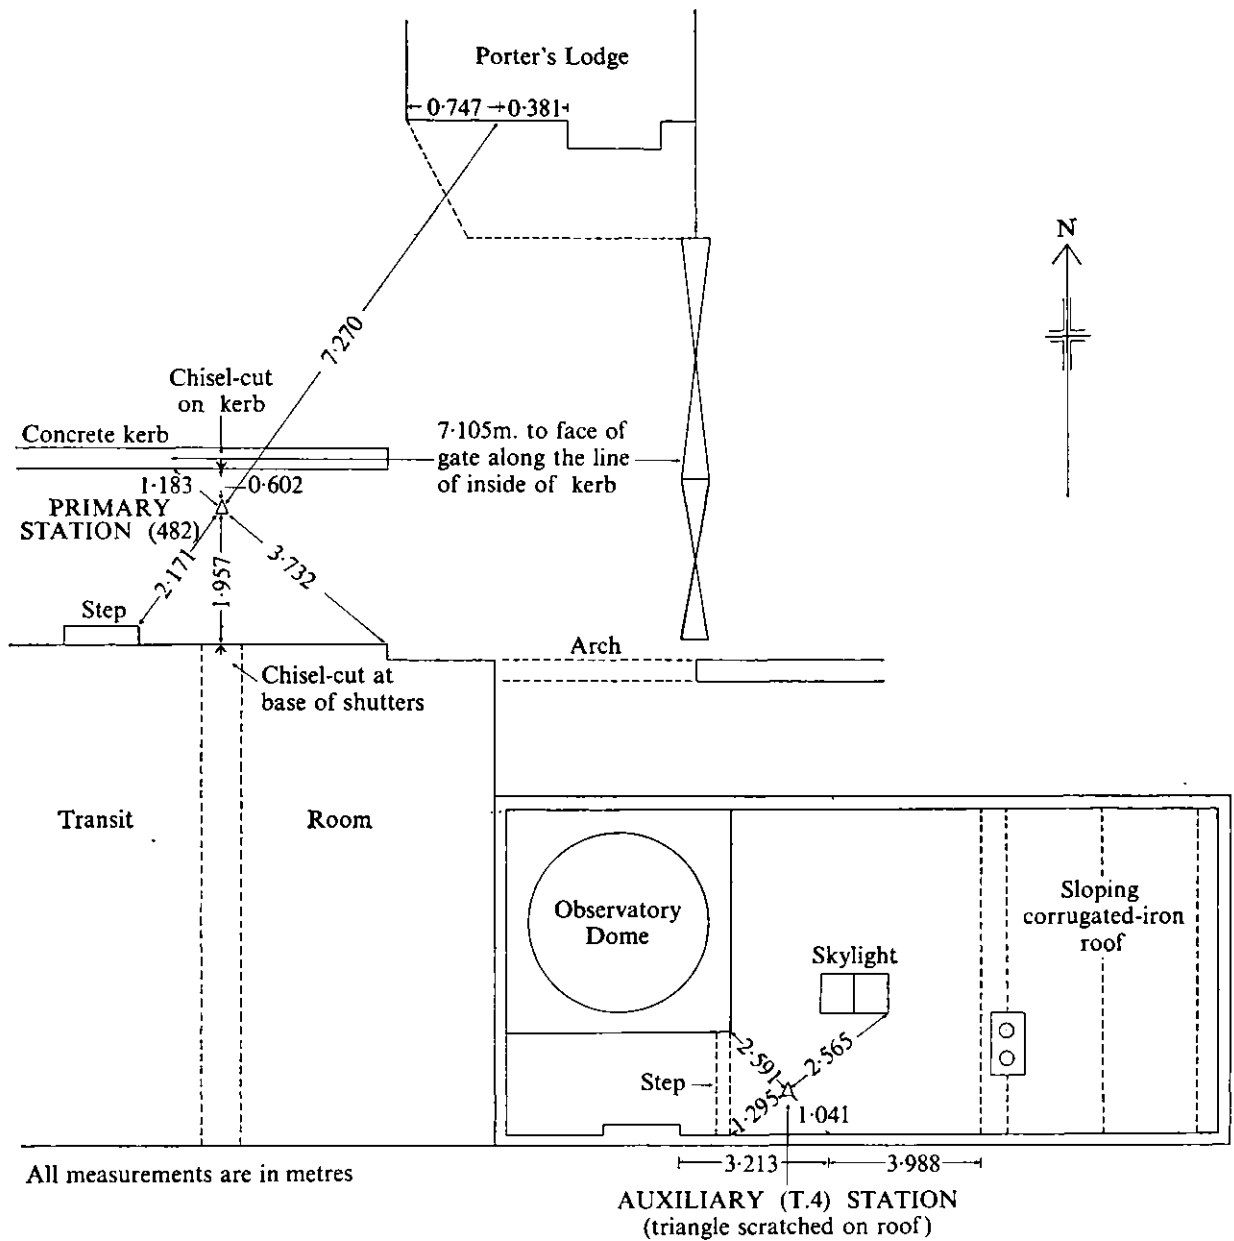 Porter's Lodge
0·747
0·381
N
7·270
Chisel-cut
on kerb
Concrete kerb
7·105m. to face of
gate along the line
of inside of kerb
1·183
0·602
PRIMARY
STATION (482)
2·171
1·957
3·732
Step
Arch
Chisel-cut at
base of shutters
Transit
Room
Observatory
Dome
Sloping
corrugated-iron
roof
Skylight
2·591
2·565
Step
1·295
1·041
3·213
3·988
All measurements are in metres
AUXILIARY (T.4) STATION
(triangle scratched on roof)